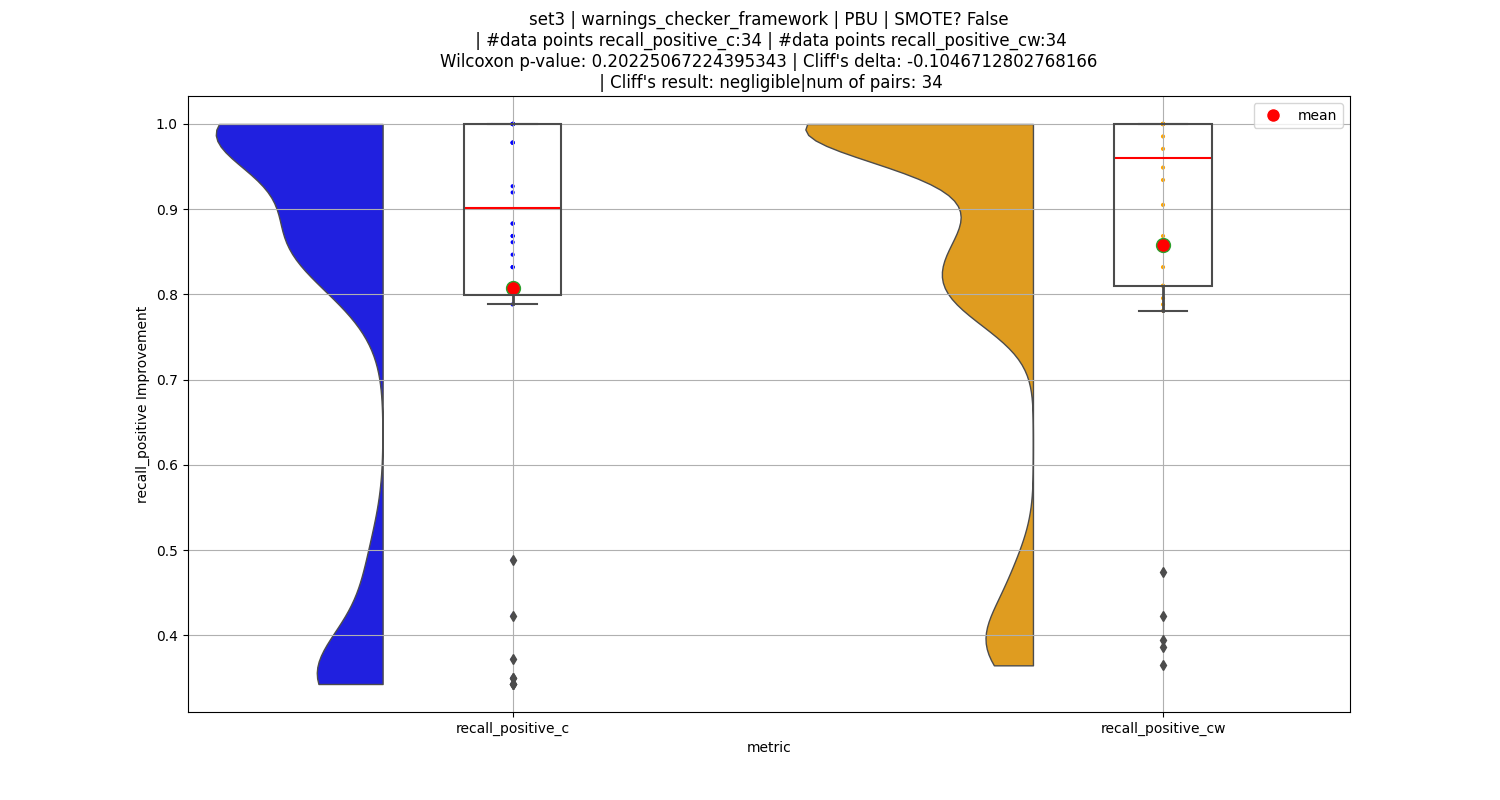 set3 | warnings_checker_framework | PBU | SMOTE? False
| #data points recall_positive_c:34 | #data points recall_positive_cw:34
Wilcoxon p-value: 0.20225067224395343 | Cliff's delta: -0.1046712802768166
| Cliff's result: negligible|num of pairs: 34
mean
1.0
0.9
0.8
0.7
0.6
0.5
0.4
recall_positive Improvement
recall_positive_c
recall_positive_cw
metric